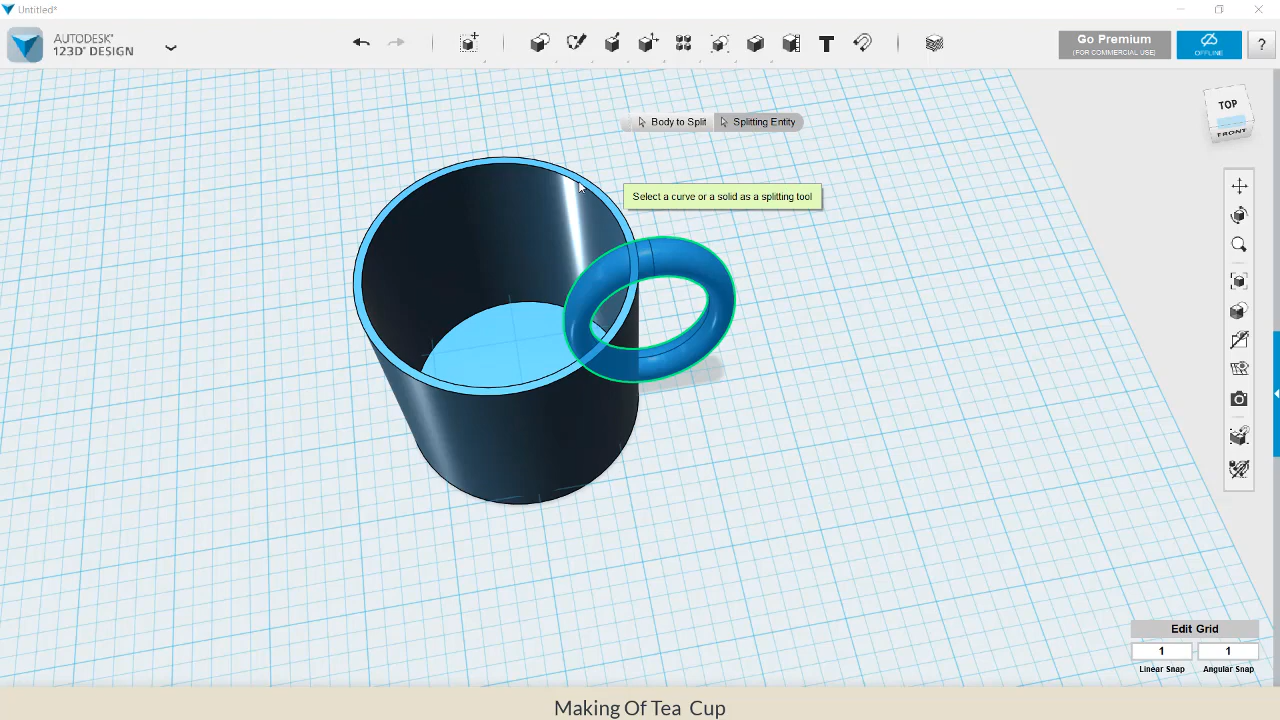 Untitled*
AUTODESK
123D® DESIGN
T
Go Premium
(FOR COMMERCIAL USE)
OFFLINE
?
Body to Split
Splitting Entity
TOP
FRONT
Select a curve or a solid as a splitting tool
Edit Grid
1
1
Linear Snap
Angular Snap
Making Of Tea Cup